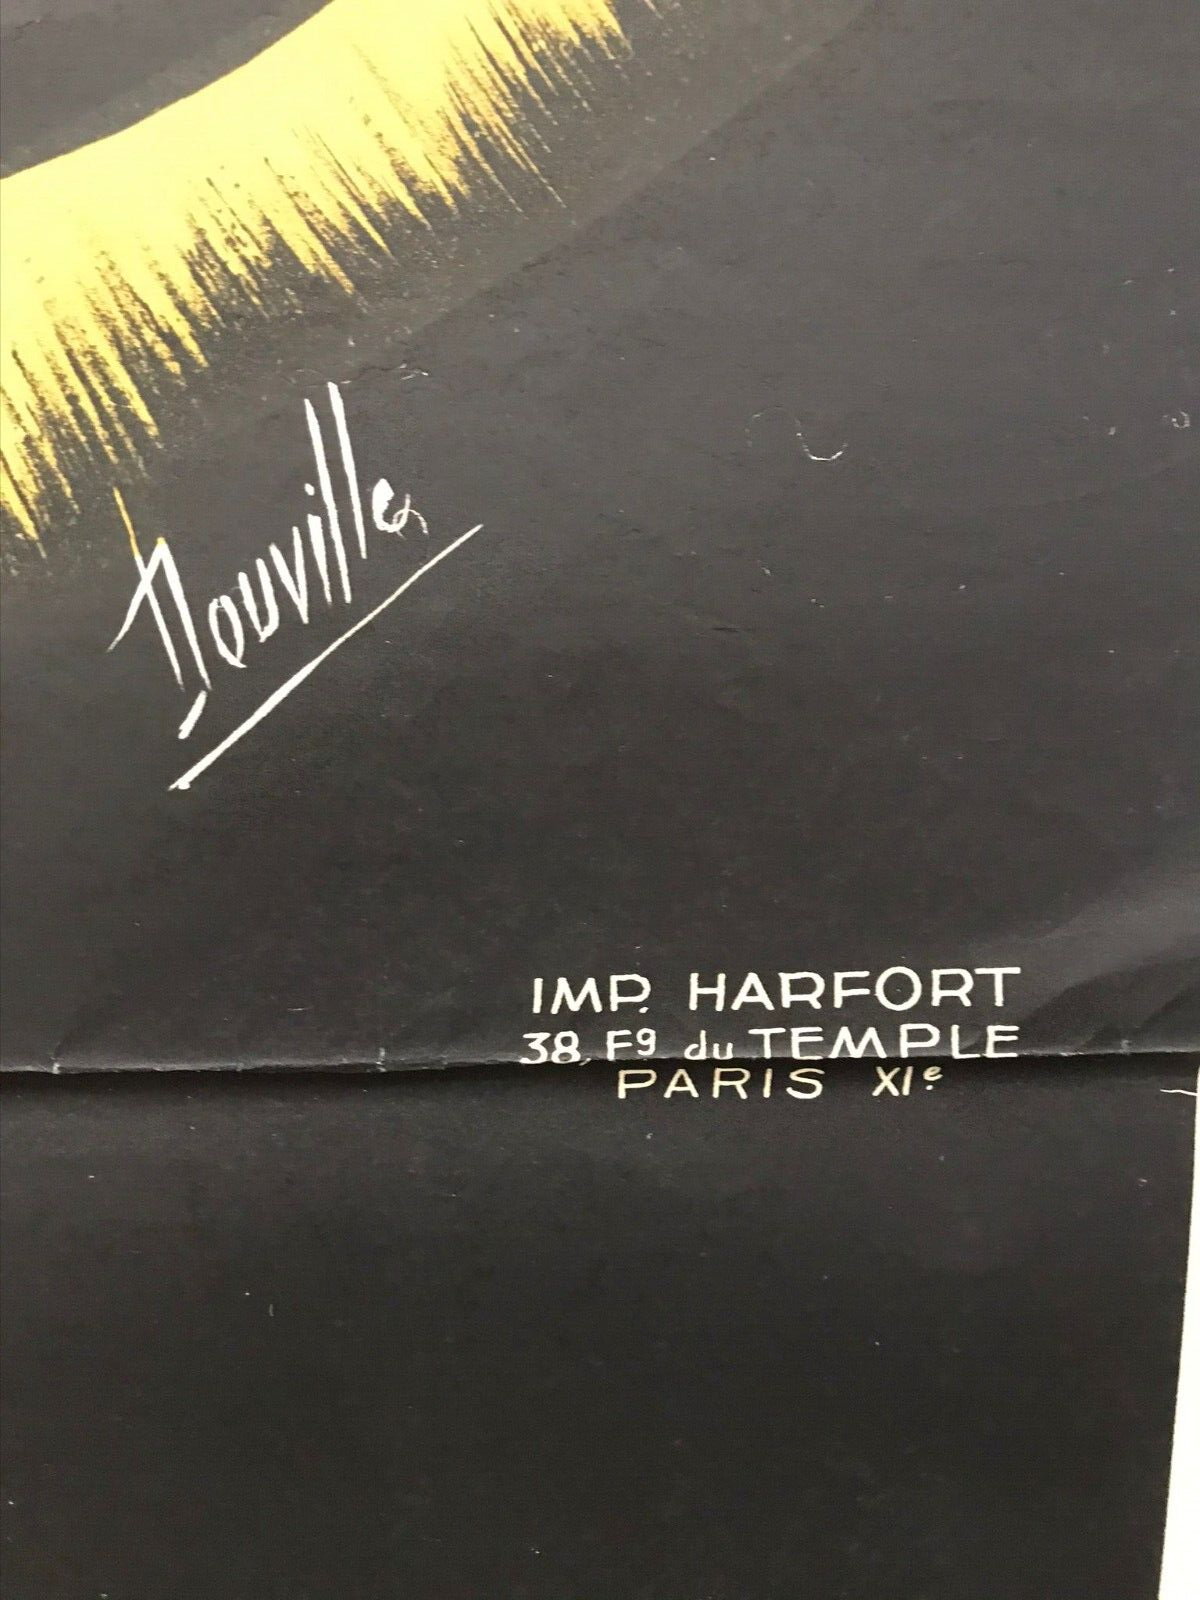 Nouville
IMP. HARFORT
38, Fg du TEMPLE
PARIS XIe